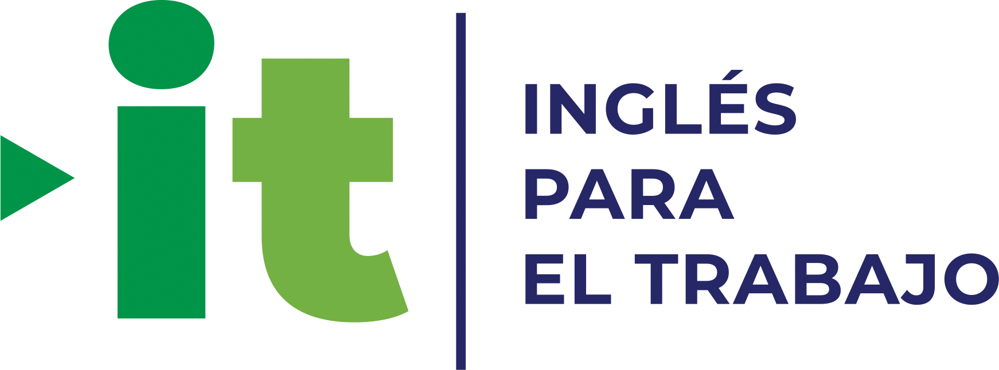 it
INGLÉS
PARA
EL TRABAJO